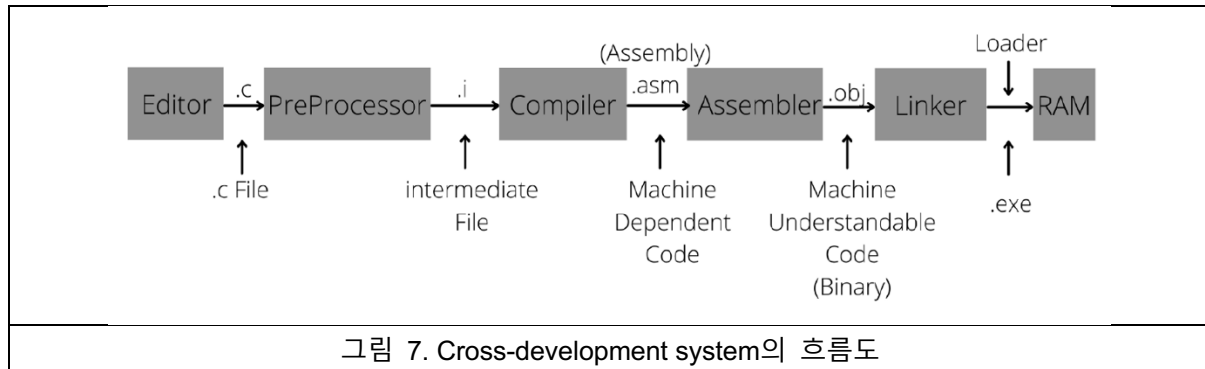 Loader
(Assembly)
Editor
.c
PreProcessor
.i
Compiler
.asm
Assembler
.obj
Linker
RAM
.c File
intermediate
File
Machine
Dependent
Code
Machine
Understandable
Code
(Binary)
.exe
그림 7. Cross-development system의 흐름도